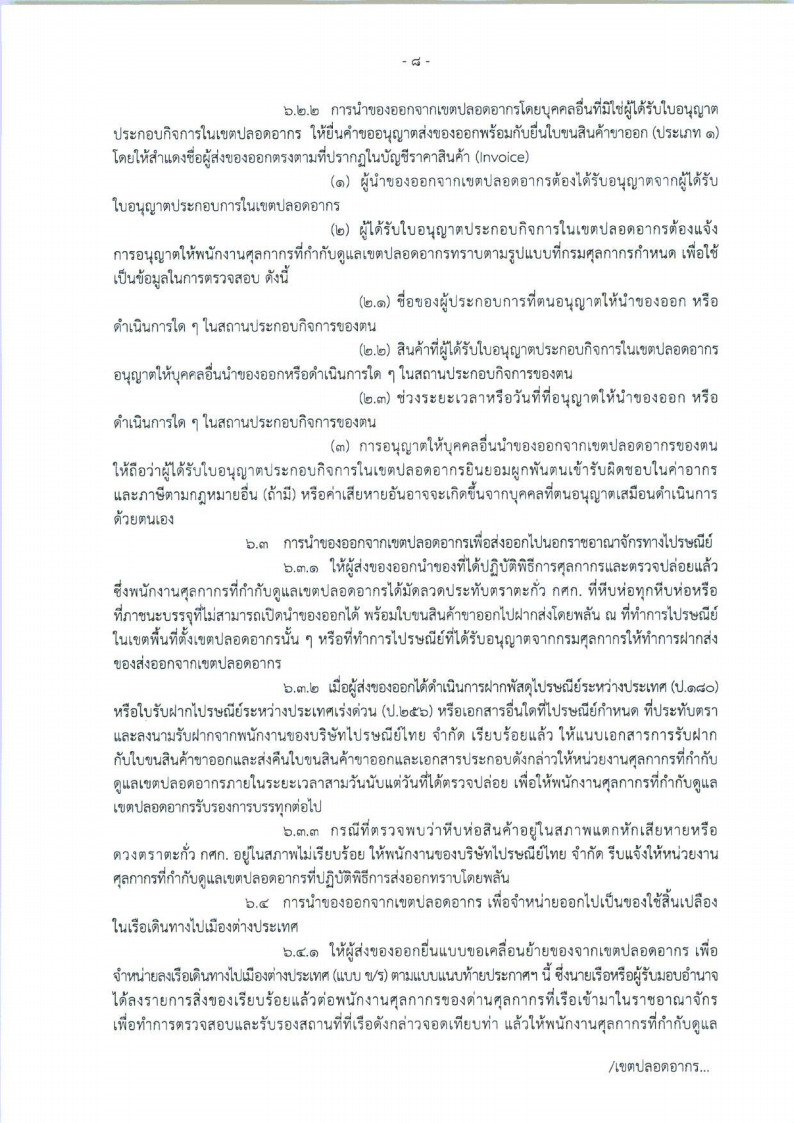 - ๘ -
๖.๒.๒ การนำของออกจากเขตปลอดอากรโดยบุคคลอื่นที่มิใช่ผู้ได้รับใบอนุญาต
ประกอบกิจการในเขตปลอดอากร ให้ยื่นคำขออนุญาตส่งของออกพร้อมกับยื่นใบขนสินค้าขาออก (ประเภท ๑)
โดยให้สำแดงชื่อผู้ส่งของออกตรงตามที่ปรากฏในบัญชีราคาสินค้า (Invoice)
(๑) ผู้นำของออกจากเขตปลอดอากรต้องได้รับอนุญาตจากผู้ได้รับ
ใบอนุญาตประกอบการในเขตปลอดอากร
(๒) ผู้ได้รับใบอนุญาตประกอบกิจการในเขตปลอดอากรต้องแจ้ง
การอนุญาตให้พนักงานศุลกากรที่กำกับดูแลเขตปลอดอากรทราบตามรูปแบบที่กรมศุลกากรกำหนด เพื่อใช้
เป็นข้อมูลในการตรวจสอบ ดังนี้
(๒.๑) ชื่อของผู้ประกอบการที่ตนอนุญาตให้นำของออก หรือ
ดำเนินการใด ๆ ในสถานประกอบกิจการของตน
(๒.๒) สินค้าที่ผู้ได้รับใบอนุญาตประกอบกิจการในเขตปลอดอากร
อนุญาตให้บุคคลอื่นนำของออกหรือดำเนินการใด ๆ ในสถานประกอบกิจการของตน
(๒.๓) ช่วงระยะเวลาหรือวันที่ที่อนุญาตให้นำของออก หรือ
ดำเนินการใด ๆ ในสถานประกอบกิจการของตน
(๓) การอนุญาตให้บุคคลอื่นนำของออกจากเขตปลอดอากรของตน
ให้ถือว่าผู้ได้รับใบอนุญาตประกอบกิจการในเขตปลอดอากรยินยอมผูกพันตนเข้ารับผิดชอบในค่าอากร
และภาษีตามกฎหมายอื่น (ถ้ามี) หรือค่าเสียหายอันอาจจะเกิดขึ้นจากบุคคลที่ตนอนุญาตเสมือนดำเนินการ
ด้วยตนเอง
๖.๓ การนำของออกจากเขตปลอดอากรเพื่อส่งออกไปนอกราชอาณาจักรทางไปรษณีย์
๖.๓.๑ ให้ผู้ส่งของออกนำของที่ได้ปฏิบัติพิธีการศุลกากรและตรวจปล่อยแล้ว
ซึ่งพนักงานศุลกากรที่กำกับดูแลเขตปลอดอากรได้มัดลวดประทับตราตะกั่ว กศก. ที่หีบห่อทุกหีบห่อหรือ
ที่ภาชนะบรรจุที่ไม่สามารถเปิดนำของออกได้ พร้อมใบขนสินค้าขาออกไปฝากส่งโดยพลัน ณ ที่ทำการไปรษณีย์
ในเขตพื้นที่ตั้งเขตปลอดอากรนั้น ๆ หรือที่ทำการไปรษณีย์ที่ได้รับอนุญาตจากกรมศุลกากรให้ทำการฝากส่ง
ของส่งออกจากเขตปลอดอากร
๖.๓.๒ เมื่อผู้ส่งของออกได้ดำเนินการฝากพัสดุไปรษณีย์ระหว่างประเทศ (ป.๑๘๐)
หรือใบรับฝากไปรษณีย์ระหว่างประเทศเร่งด่วน (ป.๒๕๖) หรือเอกสารอื่นใดที่ไปรษณีย์กำหนด ที่ประทับตรา
และลงนามรับฝากจากพนักงานของบริษัทไปรษณีย์ไทย จำกัด เรียบร้อยแล้ว ให้แนบเอกสารการรับฝาก
กับใบขนสินค้าขาออกและส่งคืนใบขนสินค้าขาออกและเอกสารประกอบดังกล่าวให้หน่วยงานศุลกากรที่กำกับ
ดูแลเขตปลอดอากรภายในระยะเวลาสามวันนับแต่วันที่ได้ตรวจปล่อย เพื่อให้พนักงานศุลกากรที่กำกับดูแล
เขตปลอดอากรรับรองการบรรทุกต่อไป
๖.๓.๓ กรณีที่ตรวจพบว่าหีบห่อสินค้าอยู่ในสภาพแตกหักเสียหายหรือ
ดวงตราตะกั่ว กศก. อยู่ในสภาพไม่เรียบร้อย ให้พนักงานของบริษัทไปรษณีย์ไทย จำกัด รีบแจ้งให้หน่วยงาน
ศุลกากรที่กำกับดูแลเขตปลอดอากรที่ปฏิบัติพิธีการส่งออกทราบโดยพลัน
๖.๔ การนำของออกจากเขตปลอดอากร เพื่อจำหน่ายออกไปเป็นของใช้สิ้นเปลือง
ในเรือเดินทางไปเมืองต่างประเทศ
๖.๔.๑ ให้ผู้ส่งของออกยื่นแบบขอเคลื่อนย้ายของจากเขตปลอดอากร เพื่อ
จำหน่ายลงเรือเดินทางไปเมืองต่างประเทศ (แบบ ข/ร) ตามแบบแนบท้ายประกาศฯ นี้ ซึ่งนายเรือหรือผู้รับมอบอำนาจ
ได้ลงรายการสิ่งของเรียบร้อยแล้วต่อพนักงานศุลกากรของด่านศุลกากรที่เรือเข้ามาในราชอาณาจักร
เพื่อทำการตรวจสอบและรับรองสถานที่ที่เรือดังกล่าวจอดเทียบท่า แล้วให้พนักงานศุลกากรที่กำกับดูแล
/เขตปลอดอากร...